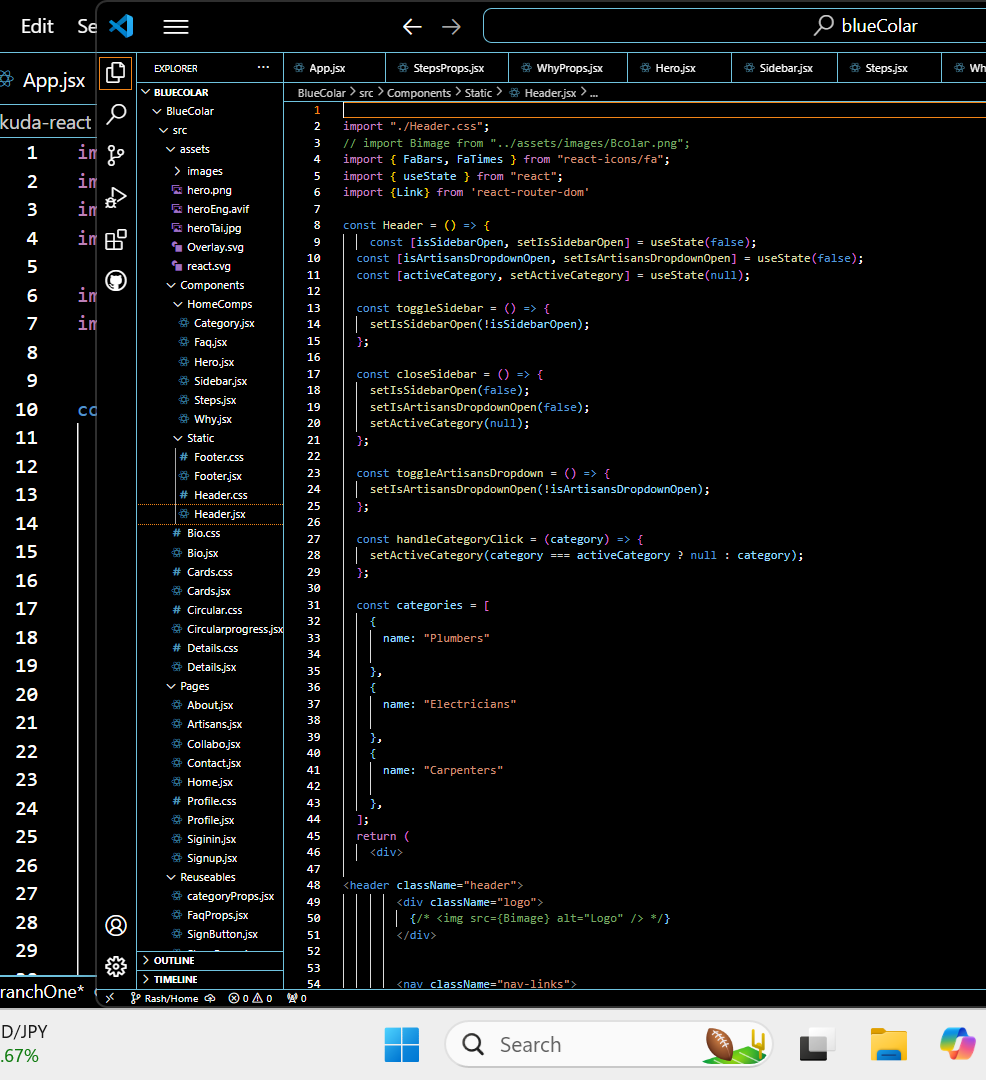 Edit Se
App.jsx
kuda-react
1 im
2 im
3 im
4 im
5
6 im
7 im
8
9
10 co
11
12
13
14
15
16
17
18
19
20
21
22
23
24
25
26
27
28
29
ranchOne*
blueColar
EXPLORER ...
BLUECOLAR
BlueColar
src
assets
images
hero.png
heroEng.avif
heroTai.jpg
Overlay.svg
react.svg
Components
HomeComps
Category.jsx
Faq.jsx
Hero.jsx
Sidebar.jsx
Steps.jsx
Why.jsx
Static
# Footer.css
Footer.jsx
# Header.css
Header.jsx
# Bio.css
Bio.jsx
# Cards.css
Cards.jsx
# Circular.css
Circularprogress.jsx
# Details.css
Details.jsx
Pages
About.jsx
Artisans.jsx
Collabo.jsx
Contact.jsx
Home.jsx
# Profile.css
Profile.jsx
Siginin.jsx
Signup.jsx
Reuseables
categoryProps.jsx
FaqProps.jsx
SignButton.jsx
OUTLINE
TIMELINE
App.jsx StepsProps.jsx WhyProps.jsx Hero.jsx Sidebar.jsx Steps.jsx Wh
BlueColar > src > Components > Static > Header.jsx > ...
1
2 import "./Header.css";
3 // import Bimage from "../assets/images/Bcolar.png";
4 import { FaBars, FaTimes } from "react-icons/fa";
5 import { useState } from "react";
6 import {Link} from 'react-router-dom'
7
8 const Header = () => {
9 const [isSidebarOpen, setIsSidebarOpen] = useState(false);
10 const [isArtisansDropdownOpen, setIsArtisansDropdownOpen] = useState(false);
11 const [activeCategory, setActiveCategory] = useState(null);
12
13 const toggleSidebar = () => {
14 setIsSidebarOpen(!isSidebarOpen);
15 };
16
17 const closeSidebar = () => {
18 setIsSidebarOpen(false);
19 setIsArtisansDropdownOpen(false);
20 setActiveCategory(null);
21 };
22
23 const toggleArtisansDropdown = () => {
24 setIsArtisansDropdownOpen(!isArtisansDropdownOpen);
25 };
26
27 const handleCategoryClick = (category) => {
28 setActiveCategory(category === activeCategory ? null : category);
29 };
30
31 const categories = [
32 {
33 name: "Plumbers"
34
35 },
36 {
37 name: "Electricians"
38
39 },
40 {
41 name: "Carpenters"
42
43 },
44 ];
45 return (
46 <div>
47
48 <header className="header">
49 <div className="logo">
50 {/* <img src={Bimage} alt="Logo" /> */}
51 </div>
52
53
54 <nav className="nav-links">
Rash/Home 0 0 0
D/JPY
.67%
Search